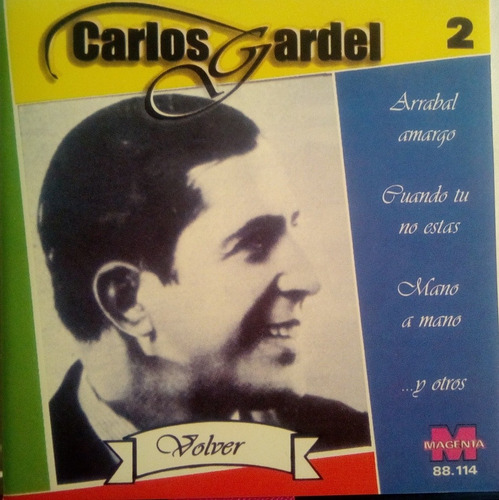 Carlos Gardel
2
Arrabal
amargo
Cuando tu
no estas
Mano
a mano
...y otros
Volver
M
MAGENTA
88.114